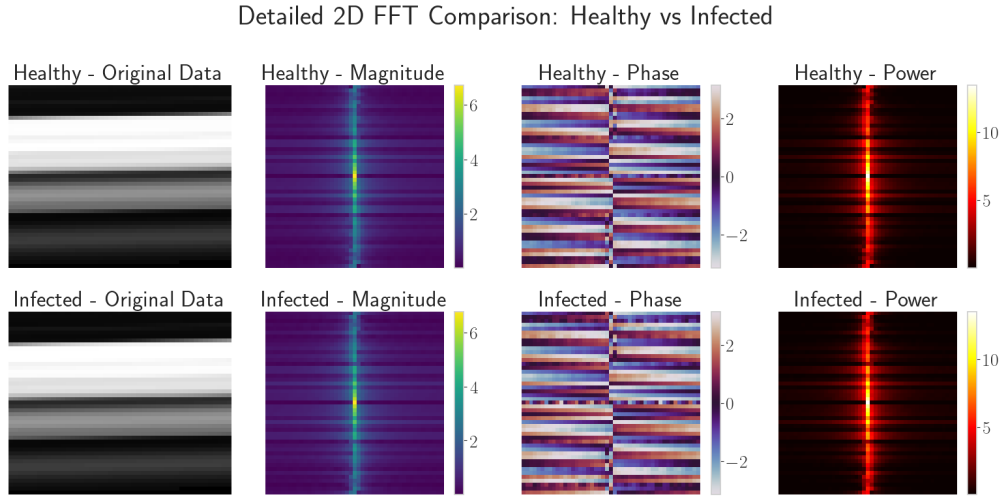 Detailed 2D FFT Comparison: Healthy vs Infected
Healthy - Original Data
Healthy - Magnitude
6
4
2
Healthy - Phase
2
0
−2
Healthy - Power
10
5
Infected - Original Data
Infected - Magnitude
6
4
2
Infected - Phase
2
0
−2
Infected - Power
10
5